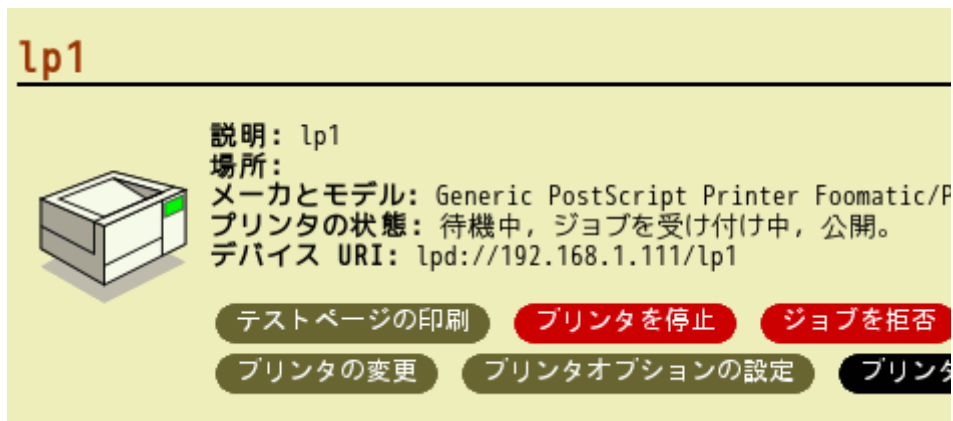 lp1
説明: lp1
場所:
メーカとモデル: Generic PostScript Printer Foomatic/P
プリンタの状態: 待機中, ジョブを受け付け中, 公開。
デバイス URI: lpd://192.168.1.111/lp1
テストページの印刷 プリンタを停止 ジョブを拒否
プリンタの変更 プリンタオプションの設定 プリンタ